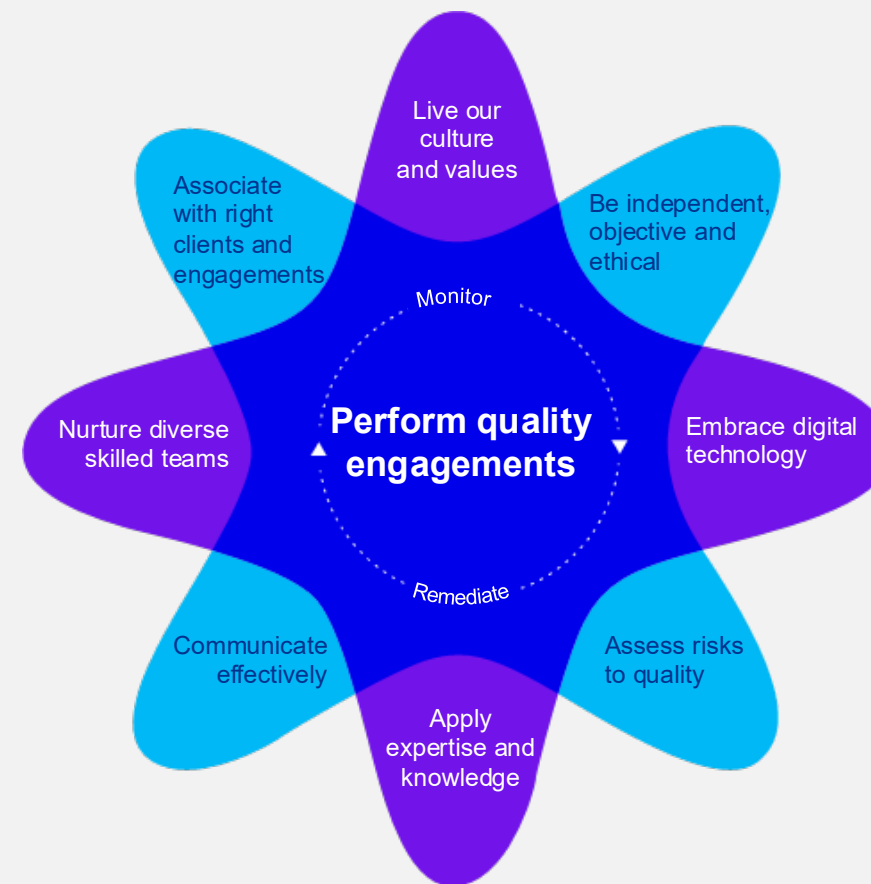 Live our
culture
and values
Associate
with right
clients and
engagements
Be independent,
objective and
ethical
Monitor
Perform quality
engagements
Nurture diverse
skilled teams
Embrace digital
technology
Remediate
Communicate
effectively
Assess risks
to quality
Apply
expertise and
knowledge